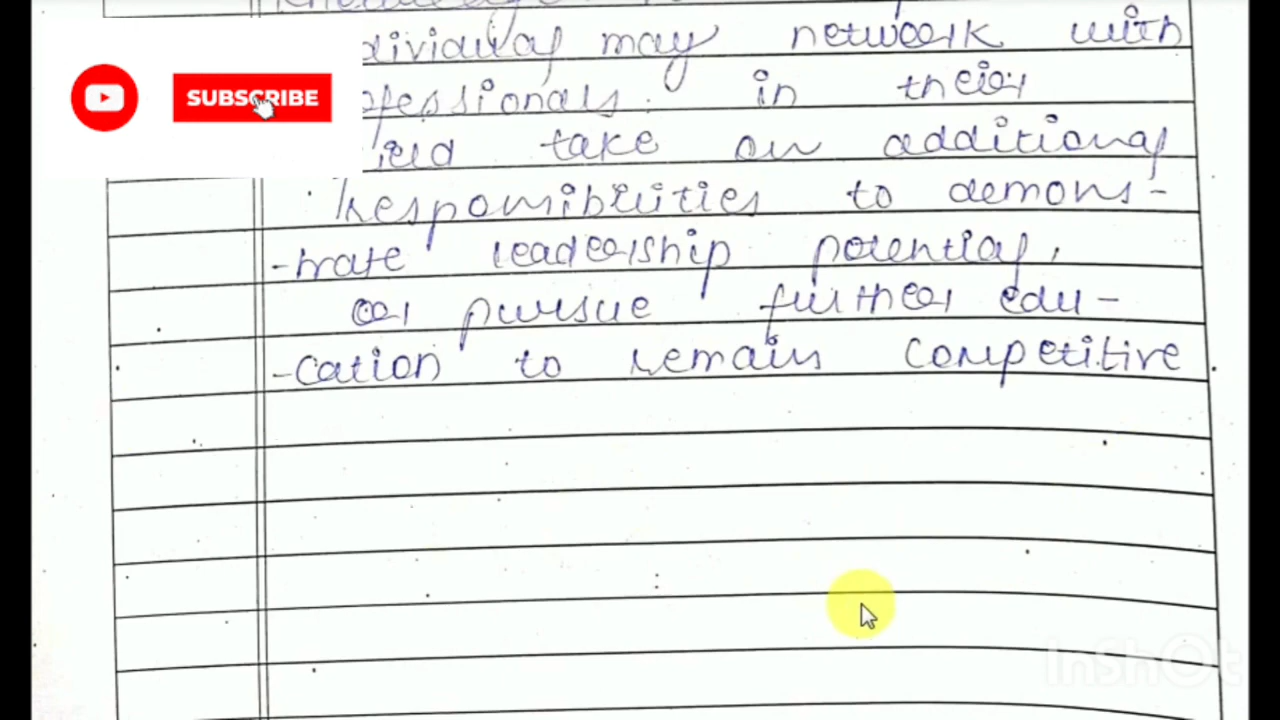 may network with
SUBSCRIBE
in their
take on additional
responsibilities to demons-
-trate leadership potential,
or pursue further edu-
-cation to remain competitive
InShOt